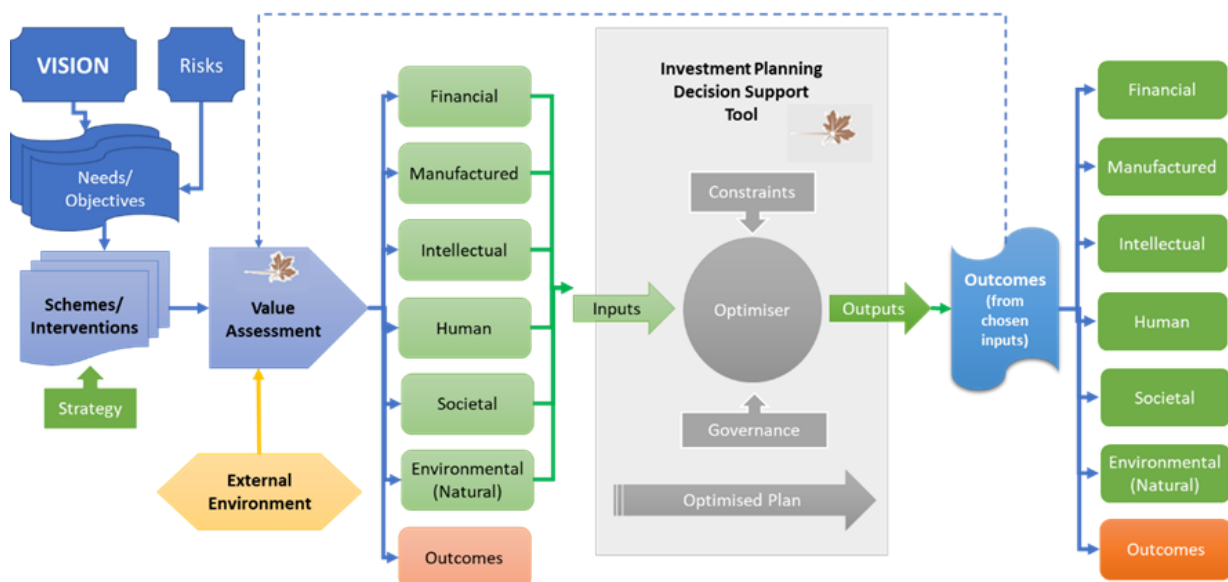 VISION
Risks
Needs/
Objectives
Schemes/
Interventions
Strategy
Value
Assessment
External
Environment
Financial
Manufactured
Intellectual
Human
Societal
Environmental
(Natural)
Outcomes
Investment Planning
Decision Support
Tool
Constraints
Inputs
Optimiser
Outputs
Governance
Optimised Plan
Outcomes
(from
chosen
inputs)
Financial
Manufactured
Intellectual
Human
Societal
Environmental
(Natural)
Outcomes